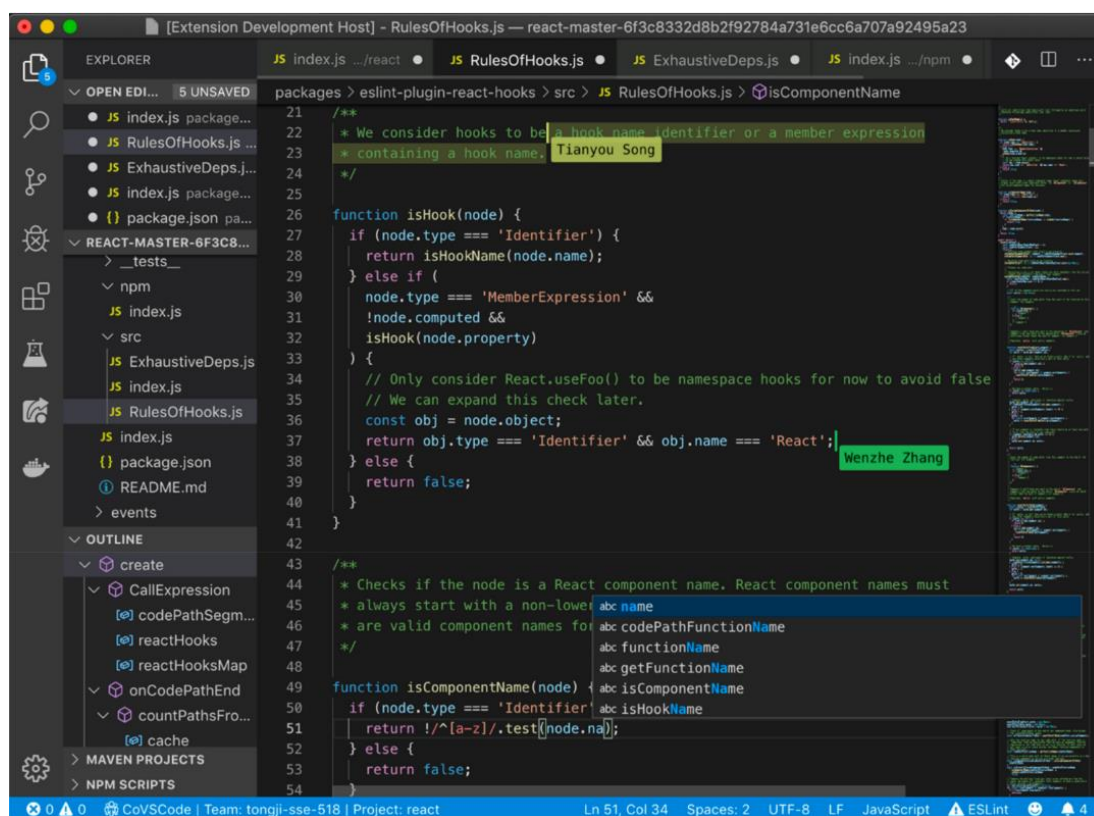 [Extension Development Host] - RulesOfHooks.js — react-master-6f3c8332d8b2f92784a731e6cc6a707a92495a23
EXPLORER
JS index.js .../react ●
JS RulesOfHooks.js ●
JS ExhaustiveDeps.js ●
JS index.js .../npm ●
5
OPEN EDI... 5 UNSAVED
● JS index.js package...
● JS RulesOfHooks.js ...
● JS ExhaustiveDeps.j...
● JS index.js package...
● {} package.json pa...
REACT-MASTER-6F3C8...
> __tests__
npm
JS index.js
src
JS ExhaustiveDeps.js
JS index.js
JS RulesOfHooks.js
JS index.js
{} package.json
README.md
> events
OUTLINE
create
CallExpression
codePathSegm...
reactHooks
reactHooksMap
onCodePathEnd
countPathsFro...
cache
> MAVEN PROJECTS
> NPM SCRIPTS
packages > eslint-plugin-react-hooks > src > JS RulesOfHooks.js > isComponentName
21 /**
22 * We consider hooks to be a hook name identifier or a member expression
23 * containing a hook name.
Tianyou Song
24 */
25
26 function isHook(node) {
27 if (node.type === 'Identifier') {
28 return isHookName(node.name);
29 } else if (
30 node.type === 'MemberExpression' &&
31 !node.computed &&
32 isHook(node.property)
33 ) {
34 // Only consider React.useFoo() to be namespace hooks for now to avoid false
35 // We can expand this check later.
36 const obj = node.object;
37 return obj.type === 'Identifier' && obj.name === 'React';
Wenzhe Zhang
38 } else {
39 return false;
40 }
41 }
42
43 /**
44 * Checks if the node is a React component name. React component names must
45 * always start with a non-lower
46 * are valid component names for
47 */
48
49 function isComponentName(node) {
50 if (node.type === 'Identifier'
51 return !/^[a-z]/.test(node.na);
52 } else {
53 return false;
54 }
abc name
abc codePathFunctionName
abc functionName
abc getFunctionName
abc isComponentName
abc isHookName
0 0 CoVSCode | Team: tongji-sse-518 | Project: react
Ln 51, Col 34 Spaces: 2 UTF-8 LF JavaScript ESLint 4